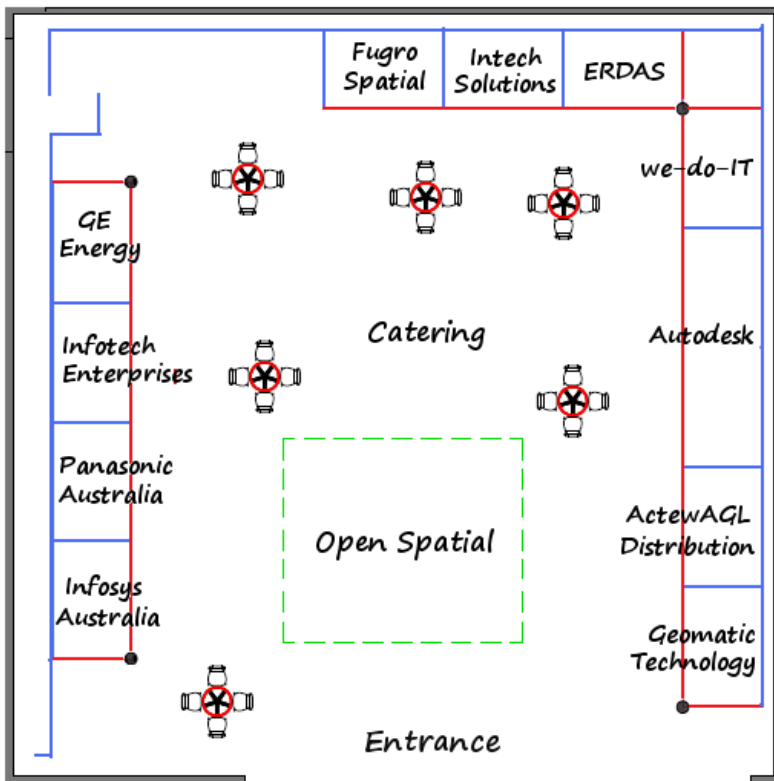 Fugro
Spatial
Intech
Solutions
ERDAS
we-do-IT
GE
Energy
Catering
Autodesk
Infotech
Enterprises
Panasonic
Australia
Open Spatial
ActewAGL
Distribution
Infosys
Australia
Geomatic
Technology
Entrance